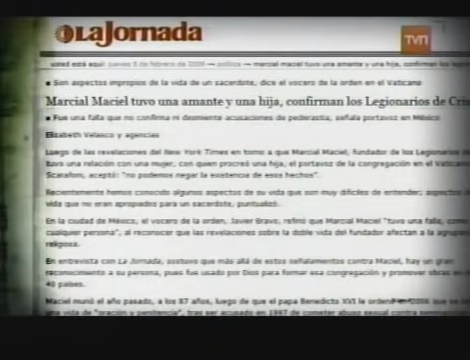 LaJornada
TVN
usted está aquí: jueves 5 de febrero de 2009 → política → marcial maciel tuvo una amante y una hija, confirman los legionarios
▪ Son aspectos impropios de la vida de un sacerdote, dice el vocero de la orden en el Vaticano
Marcial Maciel tuvo una amante y una hija, confirman los Legionarios de Cris
▪ Fue una falla que no confirma ni desmiente acusaciones de pederastia, señala portavoz en México
Elizabeth Velasco y agencias
Luego de las revelaciones del New York Times en torno a que Marcial Maciel, fundador de los Legionarios
tuvo una relación con una mujer, con quien procreó una hija, el portavoz de la congregación en el Vaticano
Scarafoni, aceptó: "no podemos negar la existencia de esos hechos".
Recientemente hemos conocido algunos aspectos de su vida que son muy difíciles de entender; aspectos
vida que no eran apropiados para un sacerdote, puntualizó.
En la ciudad de México, el vocero de la orden, Javier Bravo, refirió que Marcial Maciel "tuvo una falla, como
cualquier persona", al reconocer que las revelaciones sobre la doble vida del fundador afectan a la agrupa
religiosa.
En entrevista con La Jornada, sostuvo que más allá de estos señalamientos contra Maciel, hay un gran
reconocimiento a su persona, pues fue usado por Dios para formar esa congregación y promover obras en
40 países.
Maciel murió el año pasado, a los 87 años, luego de que el papa Benedicto XVI le ordenó 2006 que
una vida de "oración y penitencia", tras ser acusado en 1997 de cometer abuso sexual contra